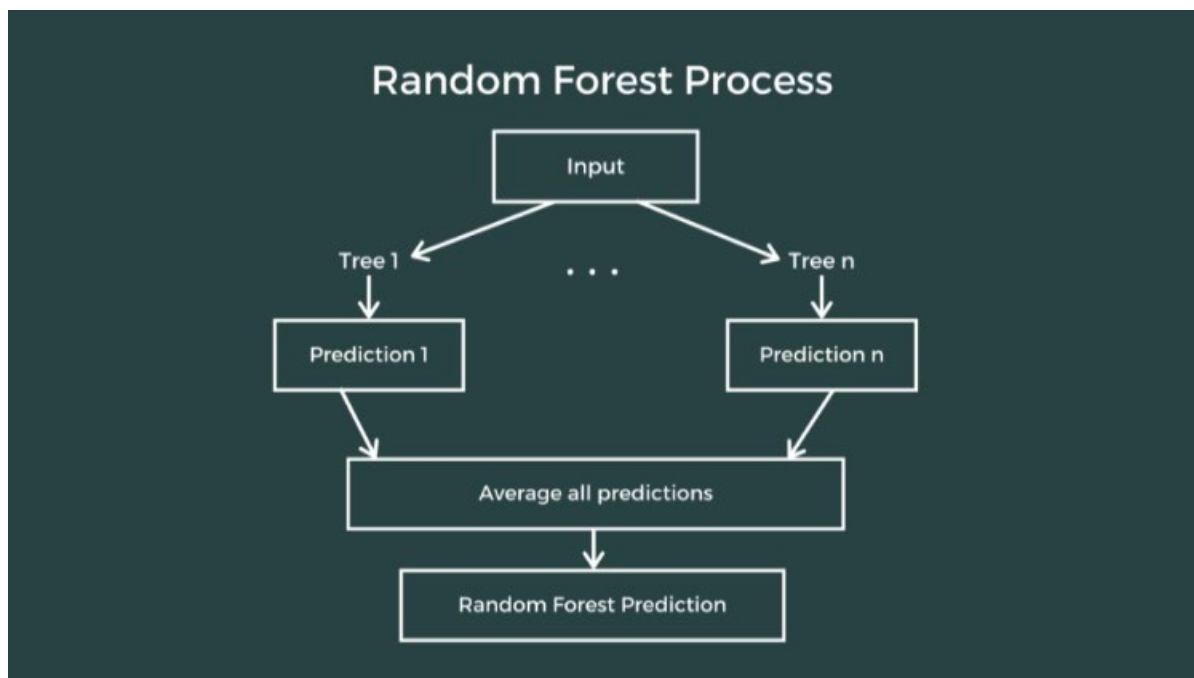 Random Forest Process
Input
Tree 1
. . .
Tree n
Prediction 1
Prediction n
Average all predictions
Random Forest Prediction